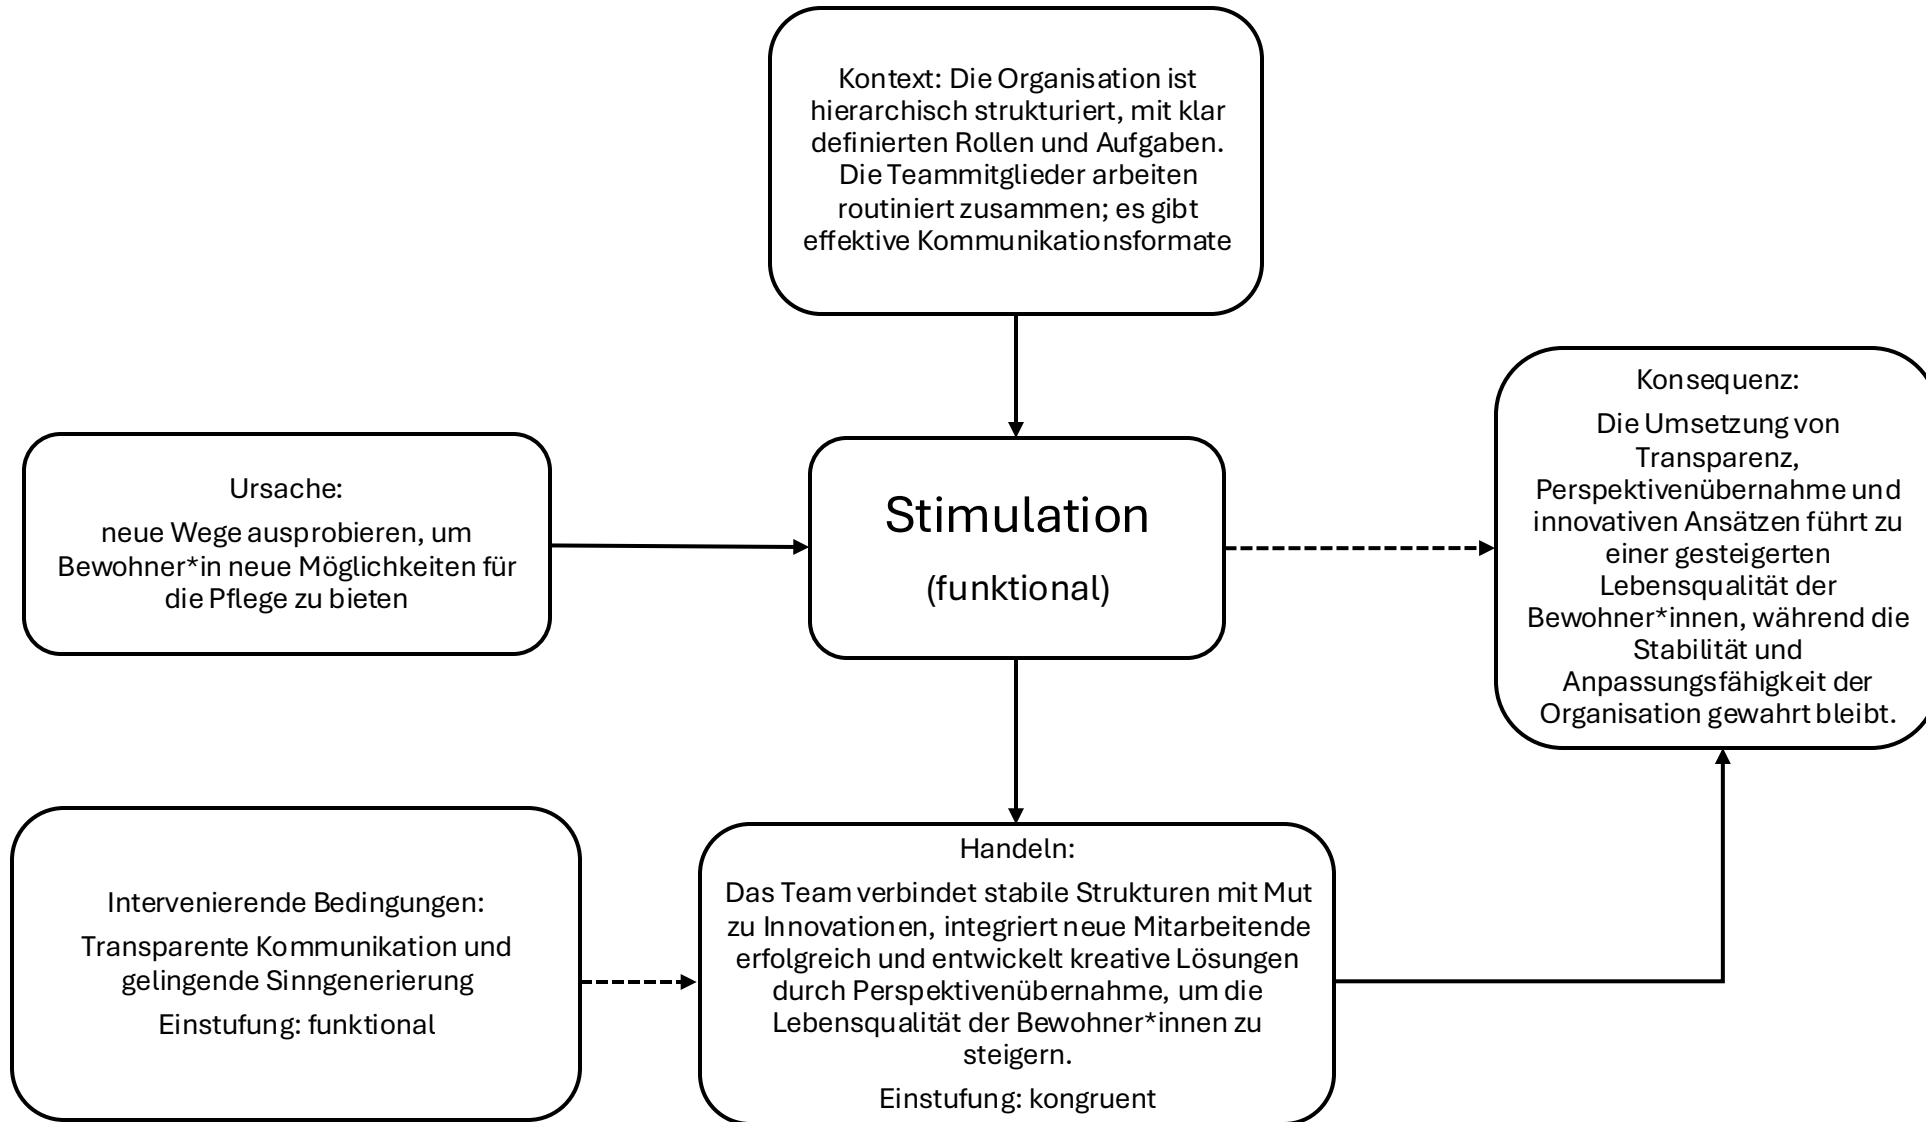 Kontext: Die Organisation ist
hierarchisch strukturiert, mit klar
definierten Rollen und Aufgaben.
Die Teammitglieder arbeiten
routiniert zusammen; es gibt
effektive Kommunikationsformate
Ursache:
neue Wege ausprobieren, um
Bewohner*in neue Möglichkeiten für
die Pflege zu bieten
Stimulation
(funktional)
Konsequenz:
Die Umsetzung von
Transparenz,
Perspektivenübernahme und
innovativen Ansätzen führt zu
einer gesteigerten
Lebensqualität der
Bewohner*innen, während die
Stabilität und
Anpassungsfähigkeit der
Organisation gewahrt bleibt.
Intervenierende Bedingungen:
Transparente Kommunikation und
gelingende Sinngenerierung
Einstufung: funktional
Handeln:
Das Team verbindet stabile Strukturen mit Mut
zu Innovationen, integriert neue Mitarbeitende
erfolgreich und entwickelt kreative Lösungen
durch Perspektivenübernahme, um die
Lebensqualität der Bewohner*innen zu
steigern.
Einstufung: kongruent